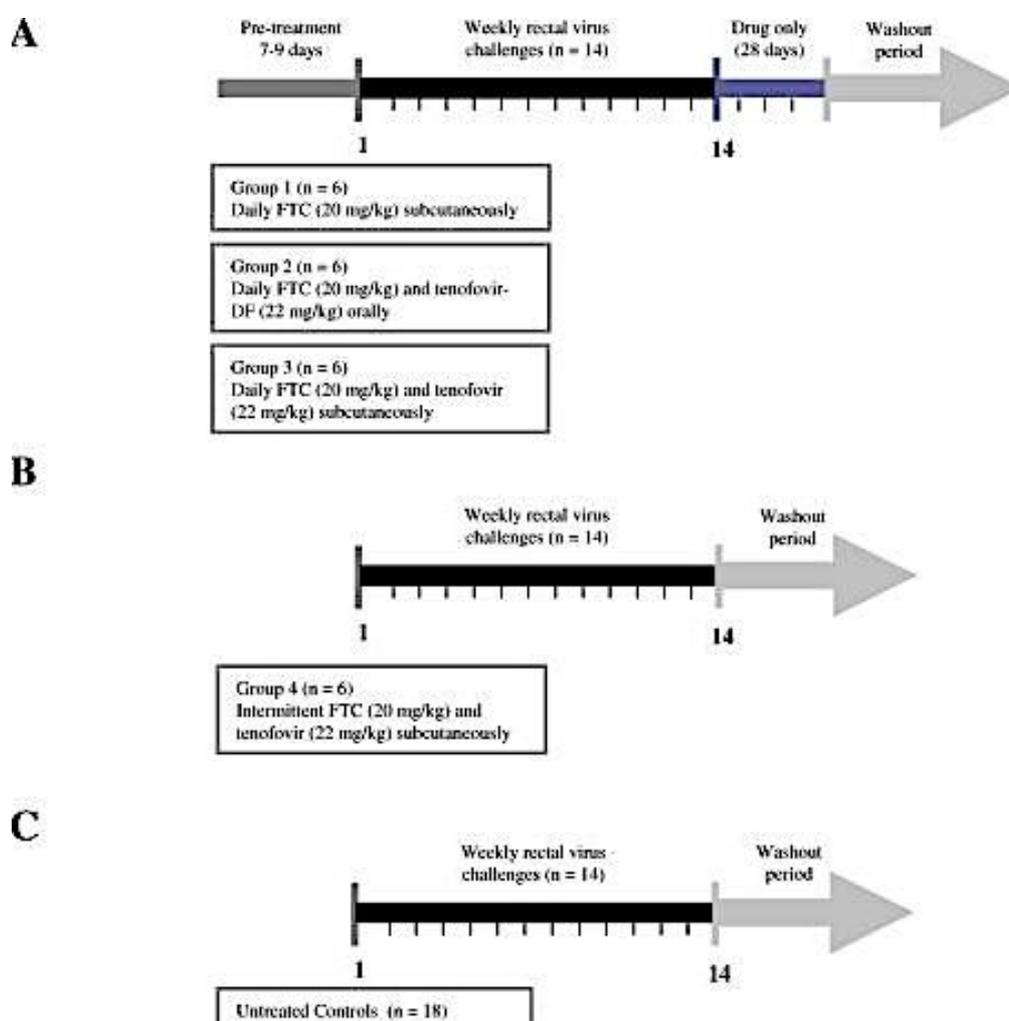 A
Pre-treatment
7-9 days
Weekly rectal virus
challenges (n = 14)
Drug only
(28 days)
Washout
period
1
14
Group 1 (n = 6)
Daily FTC (20 mg/kg) subcutaneously
Group 2 (n = 6)
Daily FTC (20 mg/kg) and tenofovir-
DF (22 mg/kg) orally
Group 3 (n = 6)
Daily FTC (20 mg/kg) and tenofovir
(22 mg/kg) subcutaneously
B
Weekly rectal virus
challenges (n = 14)
Washout
period
1
14
Group 4 (n = 6)
Intermittent FTC (20 mg/kg) and
tenofovir (22 mg/kg) subcutaneously
C
Weekly rectal virus
challenges (n = 14)
Washout
period
1
14
Untreated Controls (n = 18)